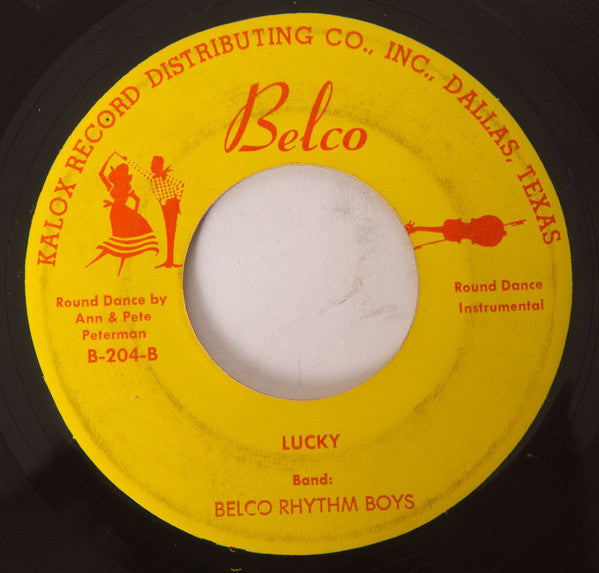 KALOX RECORD DISTRIBUTING CO., INC., DALLAS, TEXAS
Belco
Round Dance by
Ann & Pete
Peterman
B-204-B
Round Dance
Instrumental
LUCKY
Band:
BELCO RHYTHM BOYS